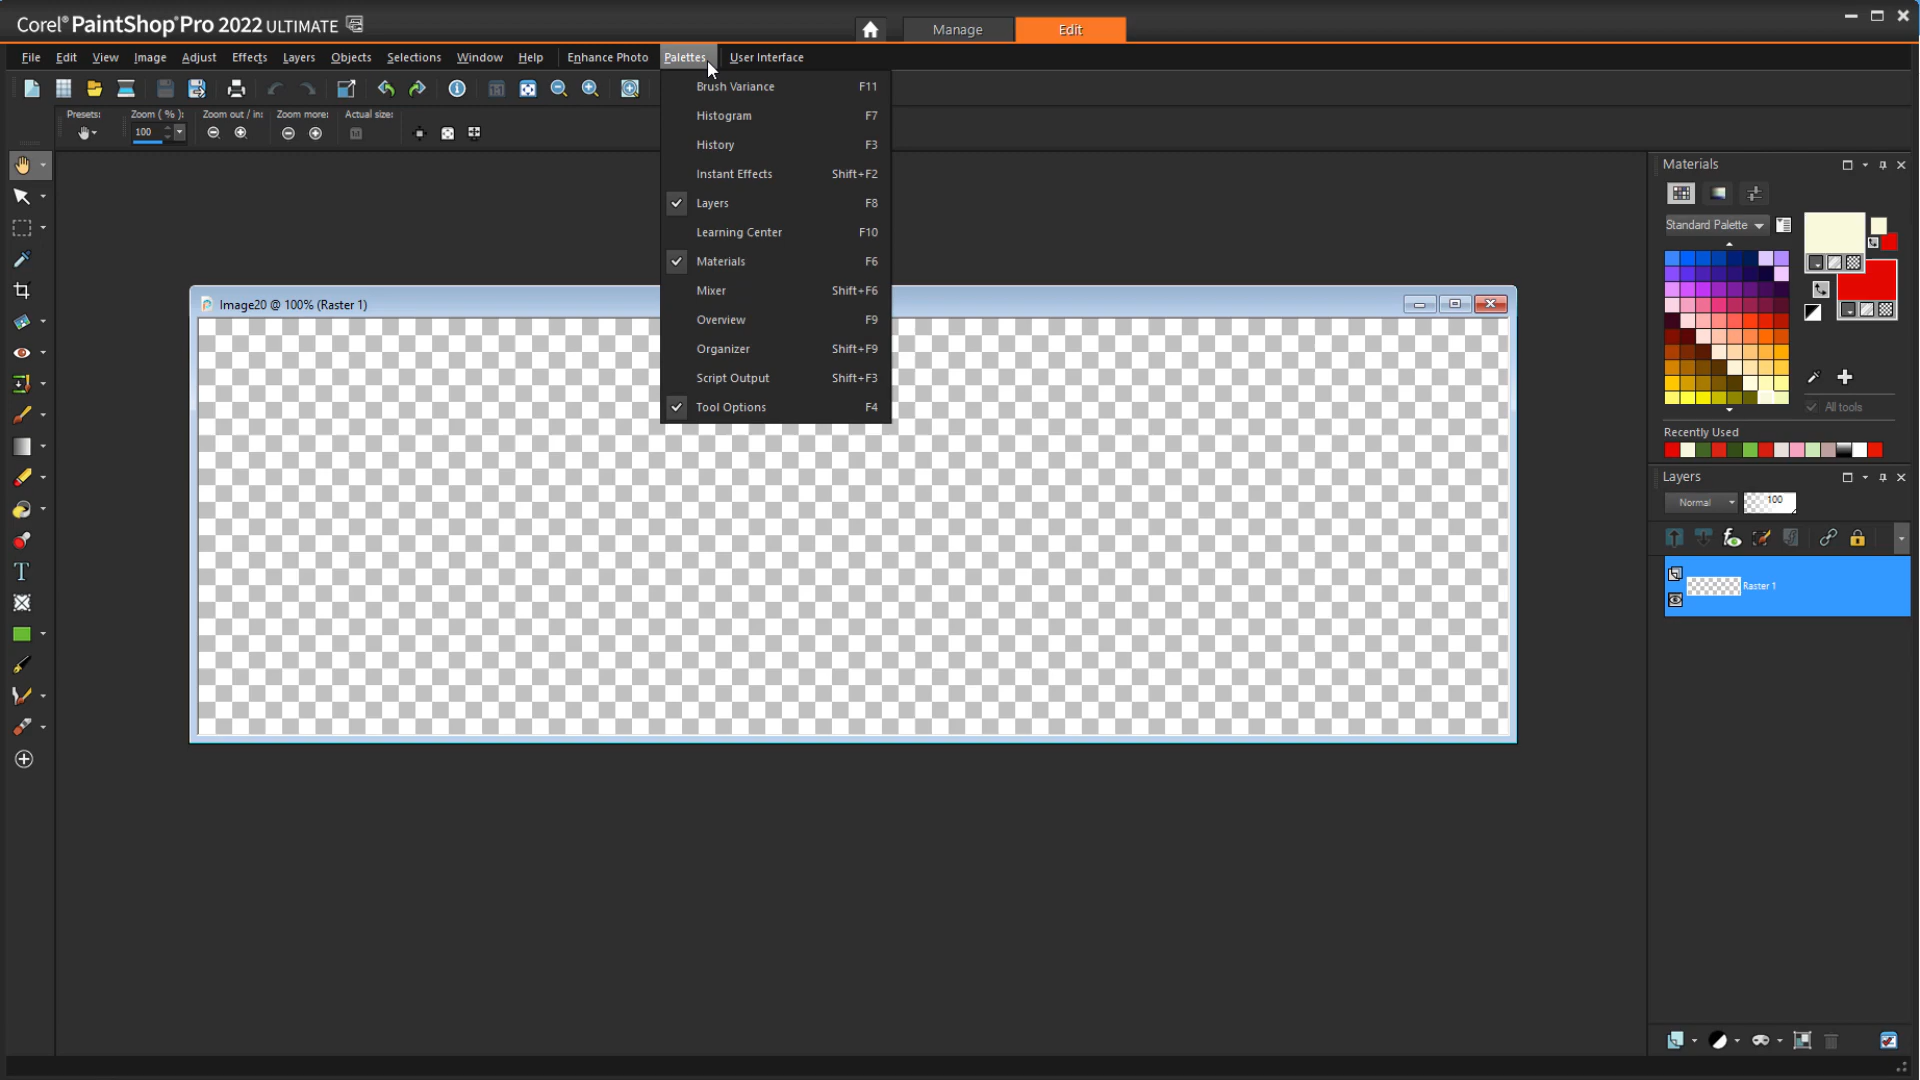 Corel® PaintShop® Pro 2022 ULTIMATE
Manage
Edit
File Edit View Image Adjust Effects Layers Objects Selections Window Help Enhance Photo Palettes User Interface
Presets: Zoom ( % ): Zoom out / in: Zoom more: Actual size:
100
Brush Variance F11
Histogram F7
History F3
Instant Effects Shift+F2
Layers F8
Learning Center F10
Materials F6
Mixer Shift+F6
Overview F9
Organizer Shift+F9
Script Output Shift+F3
Tool Options F4
Image20 @ 100% (Raster 1)
Materials
Standard Palette
All tools
Recently Used
Layers
Normal 100
Raster 1